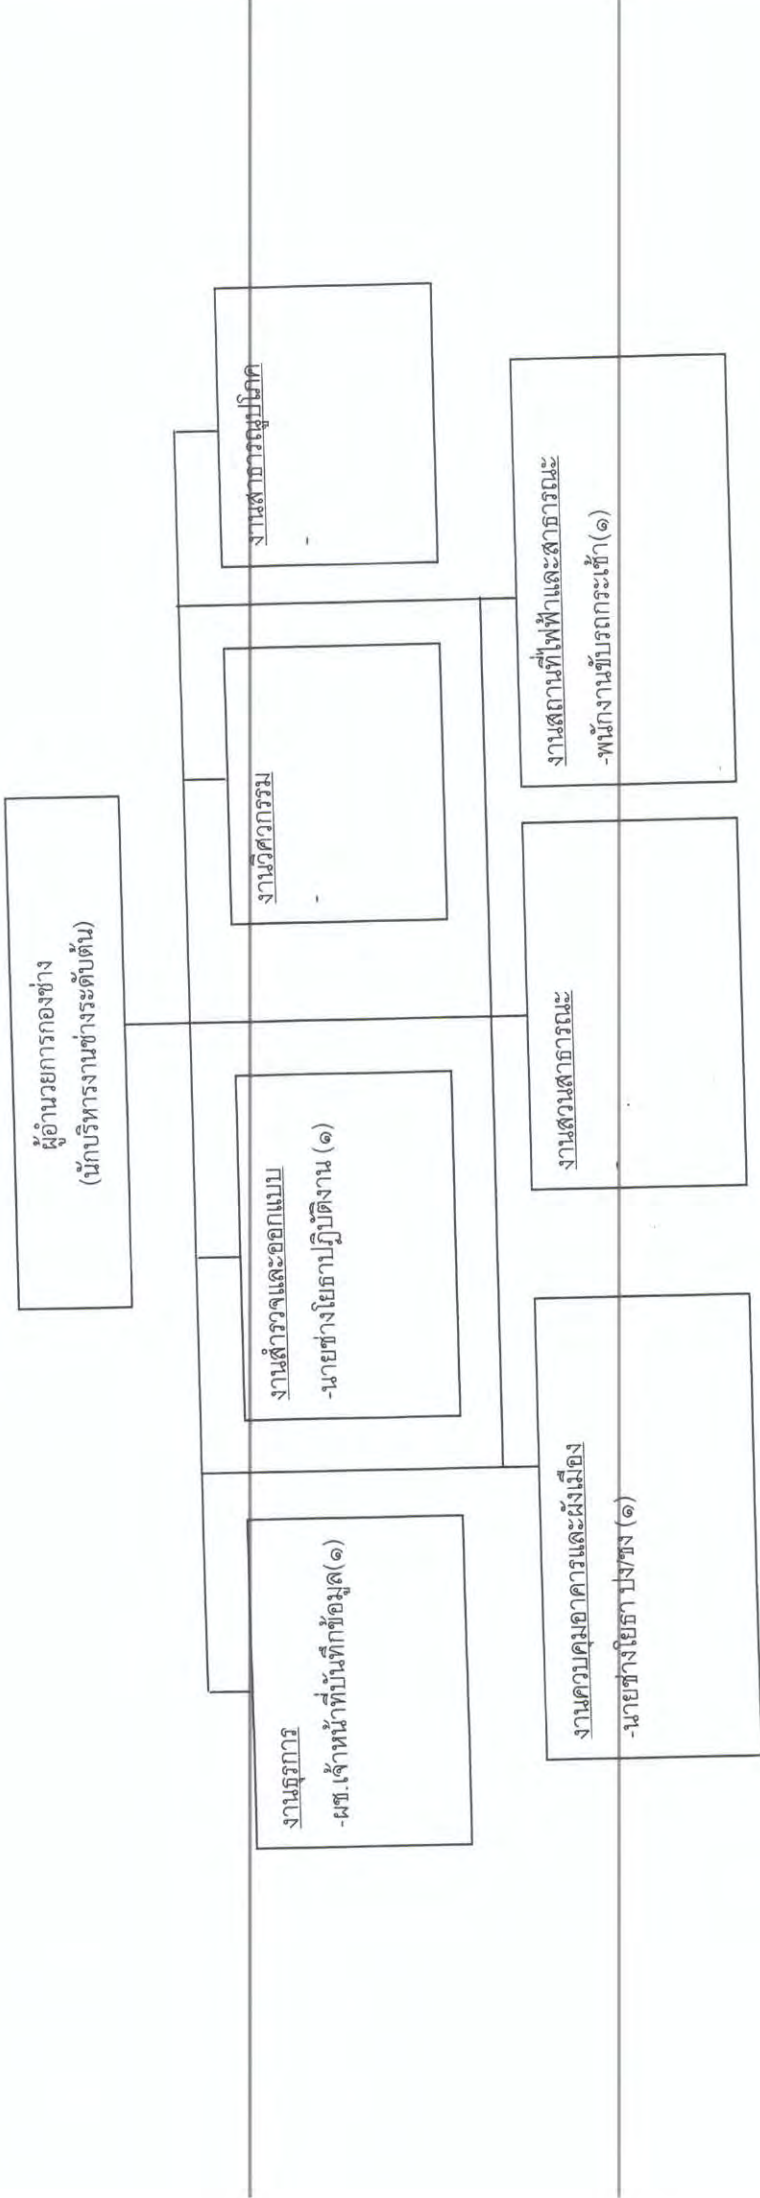 ผู้อำนวยการกองช่าง
(นักบริหารงานช่างระดับต้น)
งานธุรการ
-ผช.เจ้าหน้าที่บันทึกข้อมูล(๑)
งานสำรวจและออกแบบ
-นายช่างโยธาปฏิบัติงาน (๑)
งานวิศวกรรม
-
งานสาธารณูปโภค
-
งานควบคุมอาคารและผังเมือง
-นายช่างโยธา ปง/ชง (๑)
งานสวนสาธารณะ
งานสถานที่ไฟฟ้าและสาธารณะ
-พนักงานขับรถกระเช้า(๑)